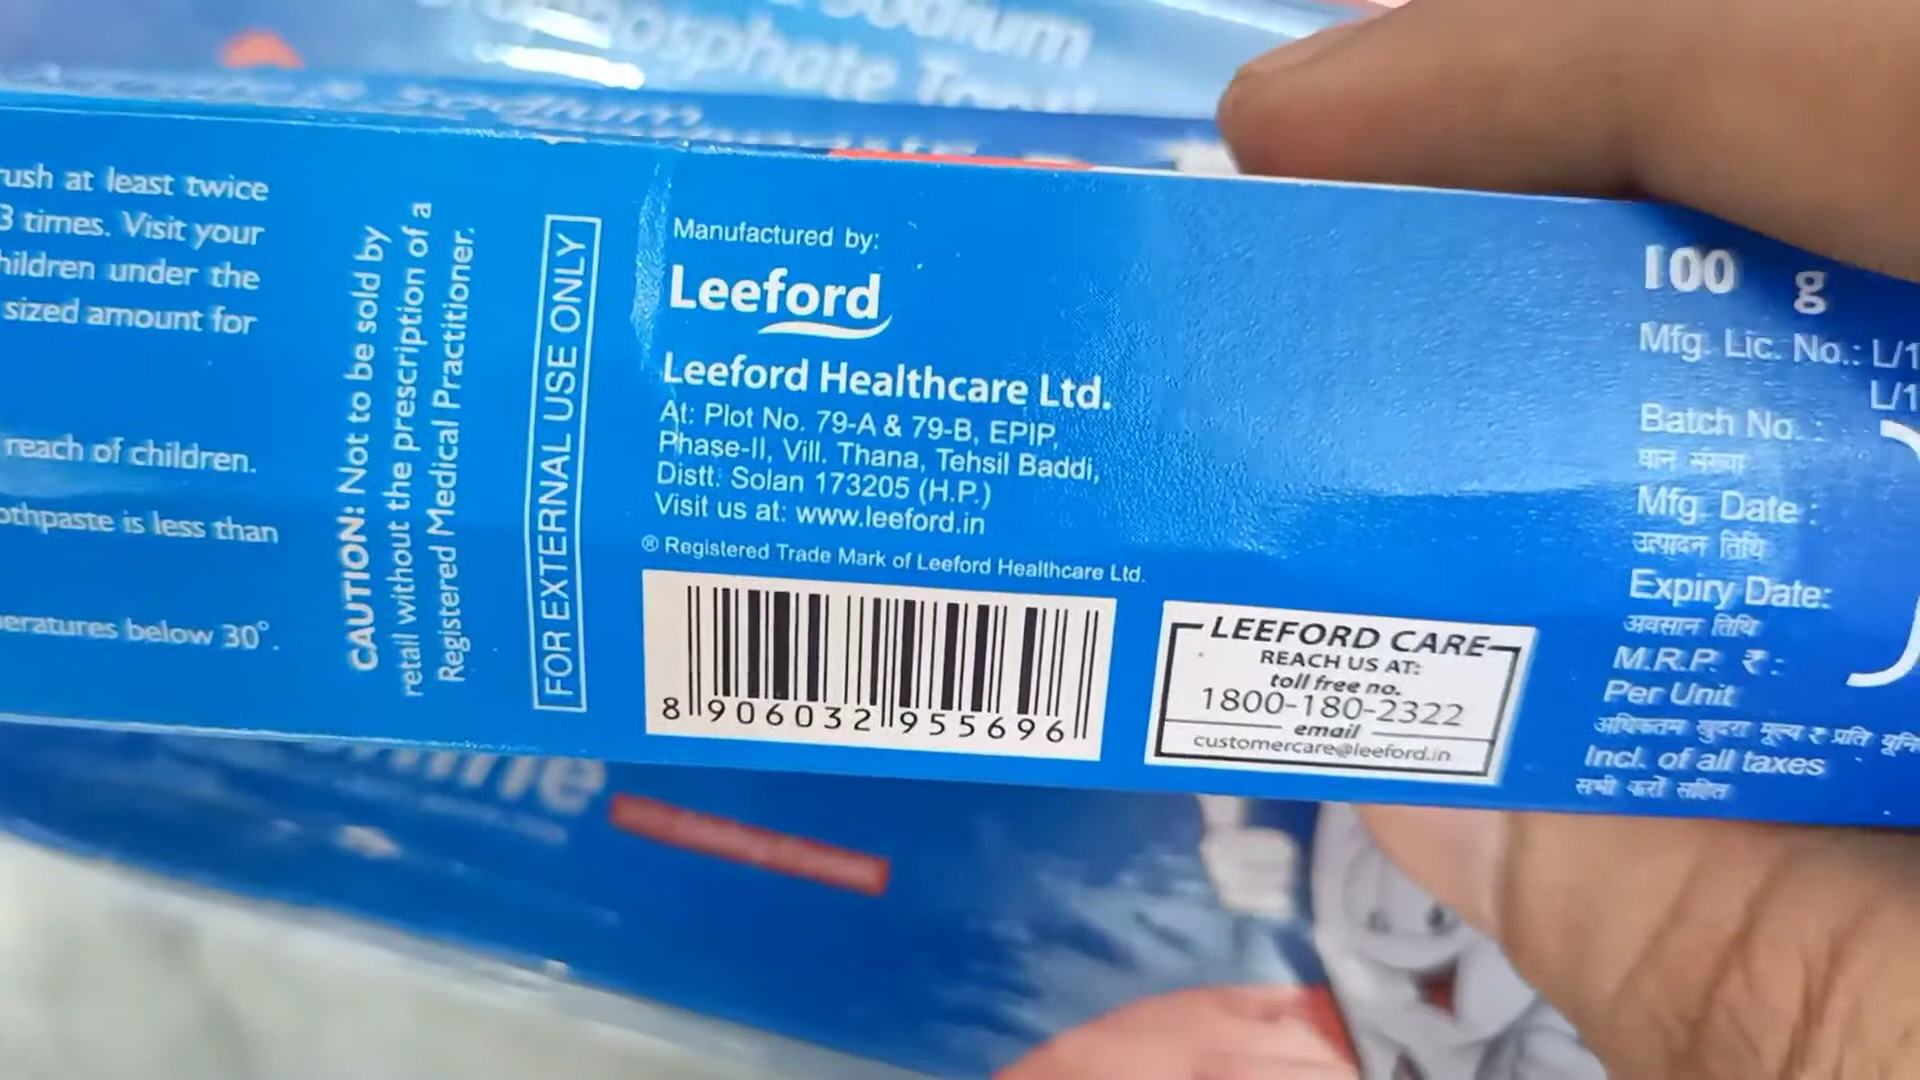 Sodium
phosphate
sodium
ush at least twice
3 times. Visit your
hildren under the
sized amount for
reach of children.
othpaste is less than
eratures below 30°.
CAUTION: Not to be sold by
retail without the prescription of a
Registered Medical Practitioner.
FOR EXTERNAL USE ONLY
Manufactured by:
Leeford
Leeford Healthcare Ltd.
At: Plot No. 79-A & 79-B, EPIP,
Phase-II, Vill. Thana, Tehsil Baddi,
Distt. Solan 173205 (H.P.)
Visit us at: www.leeford.in
® Registered Trade Mark of Leeford Healthcare Ltd.
8 906032 955696
LEEFORD CARE
REACH US AT:
toll free no.
1800-180-2322
email
customercare@leeford.in
100 g
Mfg. Lic. No.: L/1
L/1
Batch No. :
घान संख्या
Mfg. Date :
उत्पादन तिथि
Expiry Date:
अवसान तिथि
M.R.P. ₹ :
Per Unit
अधिकतम खुदरा मूल्य ₹ प्रति यूनि
Incl. of all taxes
सभी करों सहित